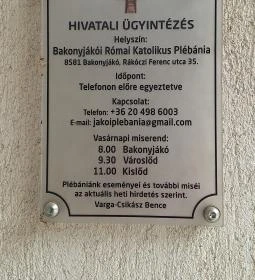 HIVATALI ÜGYINTÉZÉS
Helyszín:
Bakonyjákói Római Katolikus Plébánia
8581 Bakonyjákó, Rákóczi Ferenc utca 35.
Időpont:
Telefonon előre egyeztetve
Kapcsolat:
Telefon: +36 20 498 6003
E-mail: jakoiplebania@gmail.com
Vasárnapi miserend:
8.00 Bakonyjákó
9.30 Városlőd
11.00 Kislőd
Plébániánk eseményei és további miséi
az aktuális heti hirdetés szerint.
Varga-Csikász Bence